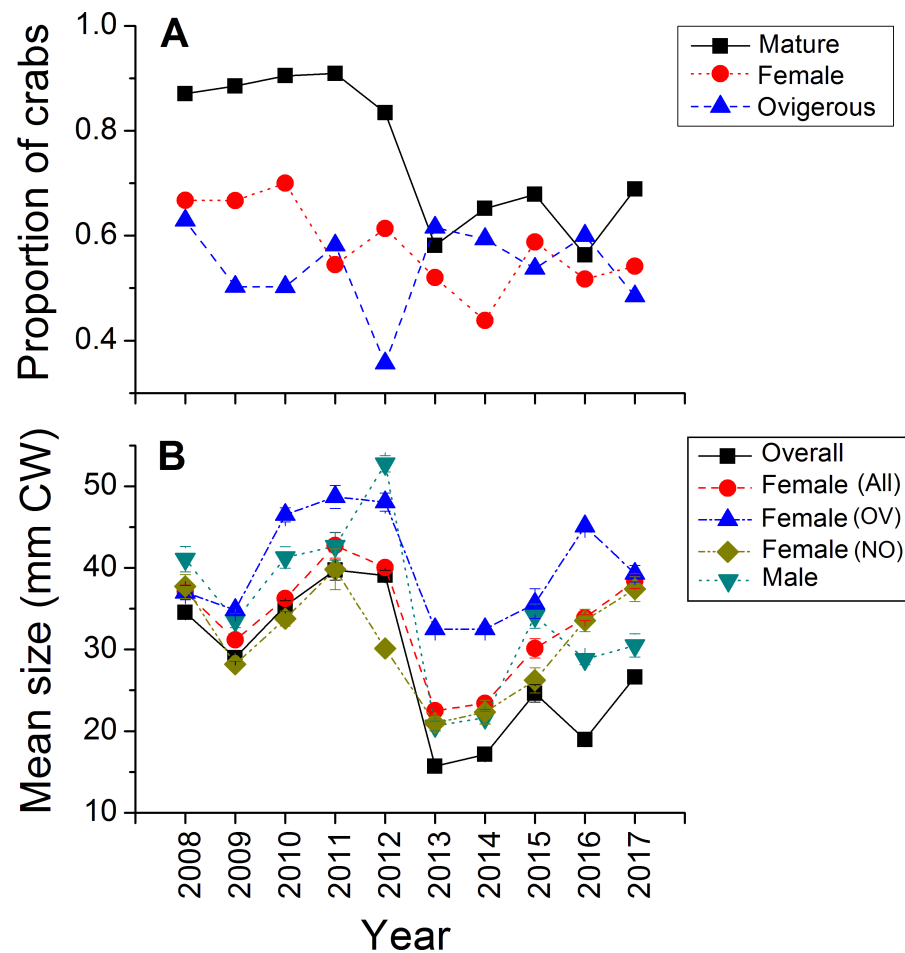 A
Proportion of crabs
1.0
0.8
0.6
0.4
Mature
Female
Ovigerous
B
Mean size (mm CW)
50
40
30
20
10
Overall
Female (All)
Female (OV)
Female (NO)
Male
2008 2009 2010 2011 2012 2013 2014 2015 2016 2017
Year